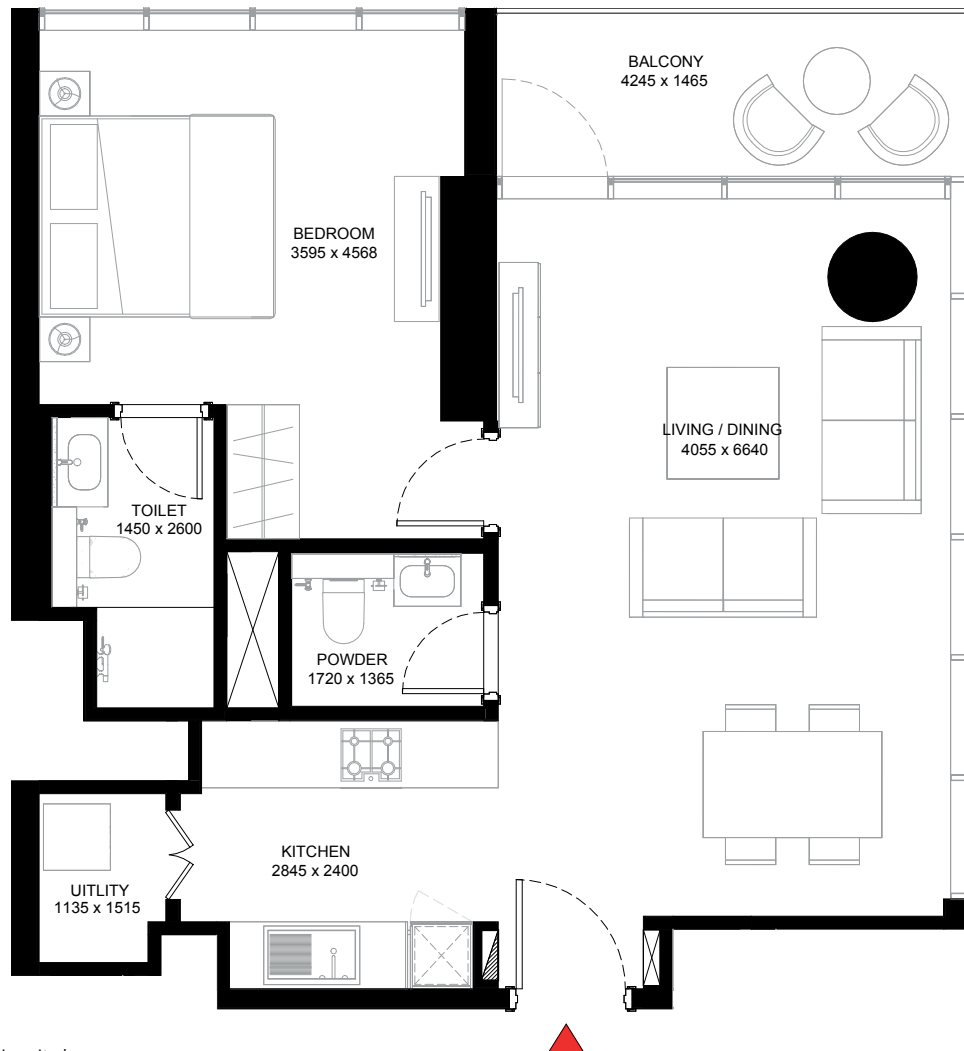 BALCONY
4245 x 1465
BEDROOM
3595 x 4568
LIVING / DINING
4055 x 6640
TOILET
1450 x 2600
POWDER
1720 x 1365
KITCHEN
2845 x 2400
UITLITY
1135 x 1515